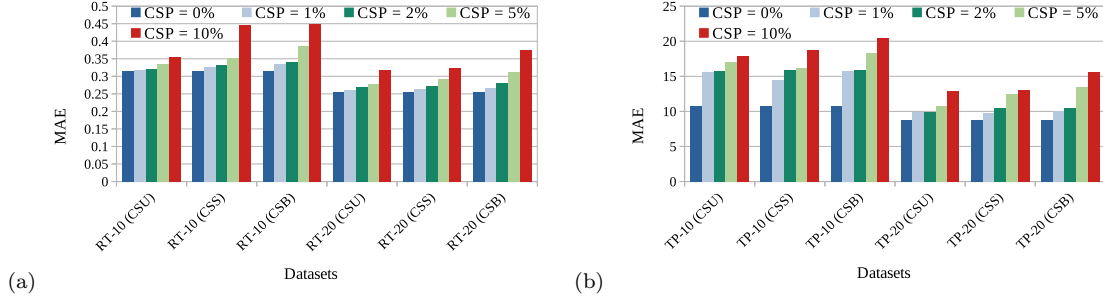 0.5
0.45
0.4
0.35
0.3
0.25
0.2
0.15
0.1
0.05
0
MAE
CSP = 0% CSP = 1% CSP = 2% CSP = 5%
CSP = 10%
RT-10 (CSU) RT-10 (CSS) RT-10 (CSB) RT-20 (CSU) RT-20 (CSS) RT-20 (CSB)
Datasets
(a)
25
20
15
10
5
0
MAE
CSP = 0% CSP = 1% CSP = 2% CSP = 5%
CSP = 10%
TP-10 (CSU) TP-10 (CSS) TP-10 (CSB) TP-20 (CSU) TP-20 (CSS) TP-20 (CSB)
Datasets
(b)